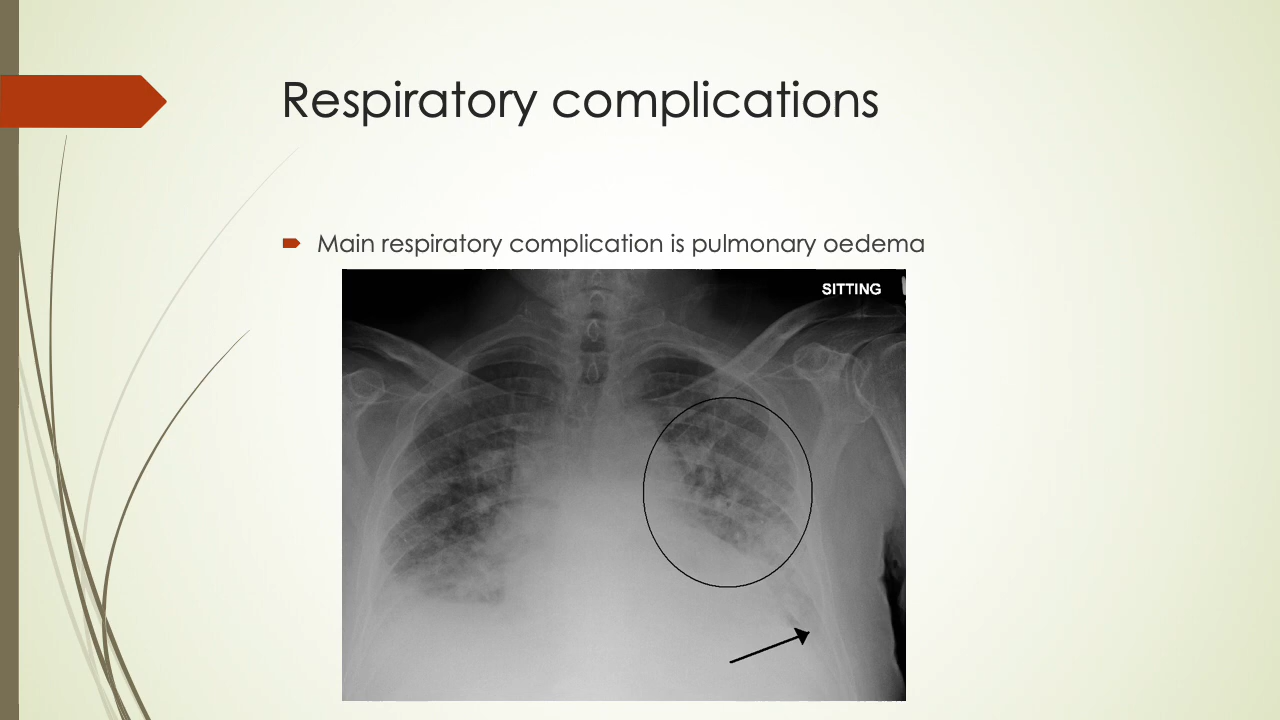 Respiratory complications
Main respiratory complication is pulmonary oedema
SITTING